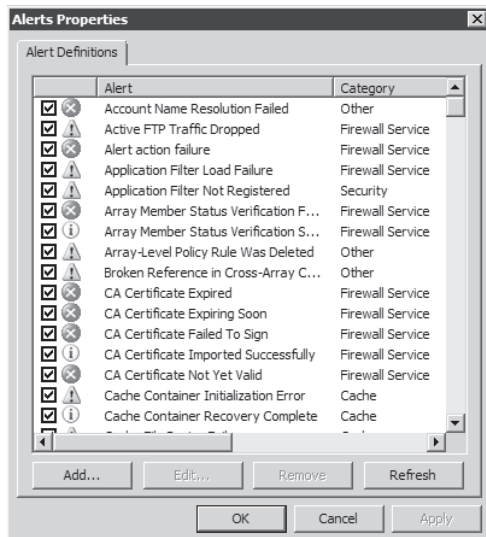 Alerts Properties
Alert Definitions
Alert Category
Account Name Resolution Failed Other
Active FTP Traffic Dropped Firewall Service
Alert action failure Firewall Service
Application Filter Load Failure Firewall Service
Application Filter Not Registered Security
Array Member Status Verification F... Firewall Service
Array Member Status Verification S... Firewall Service
Array-Level Policy Rule Was Deleted Other
Broken Reference in Cross-Array C... Other
CA Certificate Expired Firewall Service
CA Certificate Expiring Soon Firewall Service
CA Certificate Failed To Sign Firewall Service
CA Certificate Imported Successfully Firewall Service
CA Certificate Not Yet Valid Firewall Service
Cache Container Initialization Error Cache
Cache Container Recovery Complete Cache
Add... Edit... Remove Refresh
OK Cancel Apply